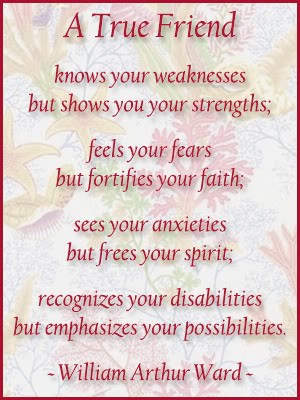 A True Friend
knows your weaknesses
but shows you your strengths;
feels your fears
but fortifies your faith;
sees your anxieties
but frees your spirit;
recognizes your disabilities
but emphasizes your possibilities.
~William Arthur Ward~